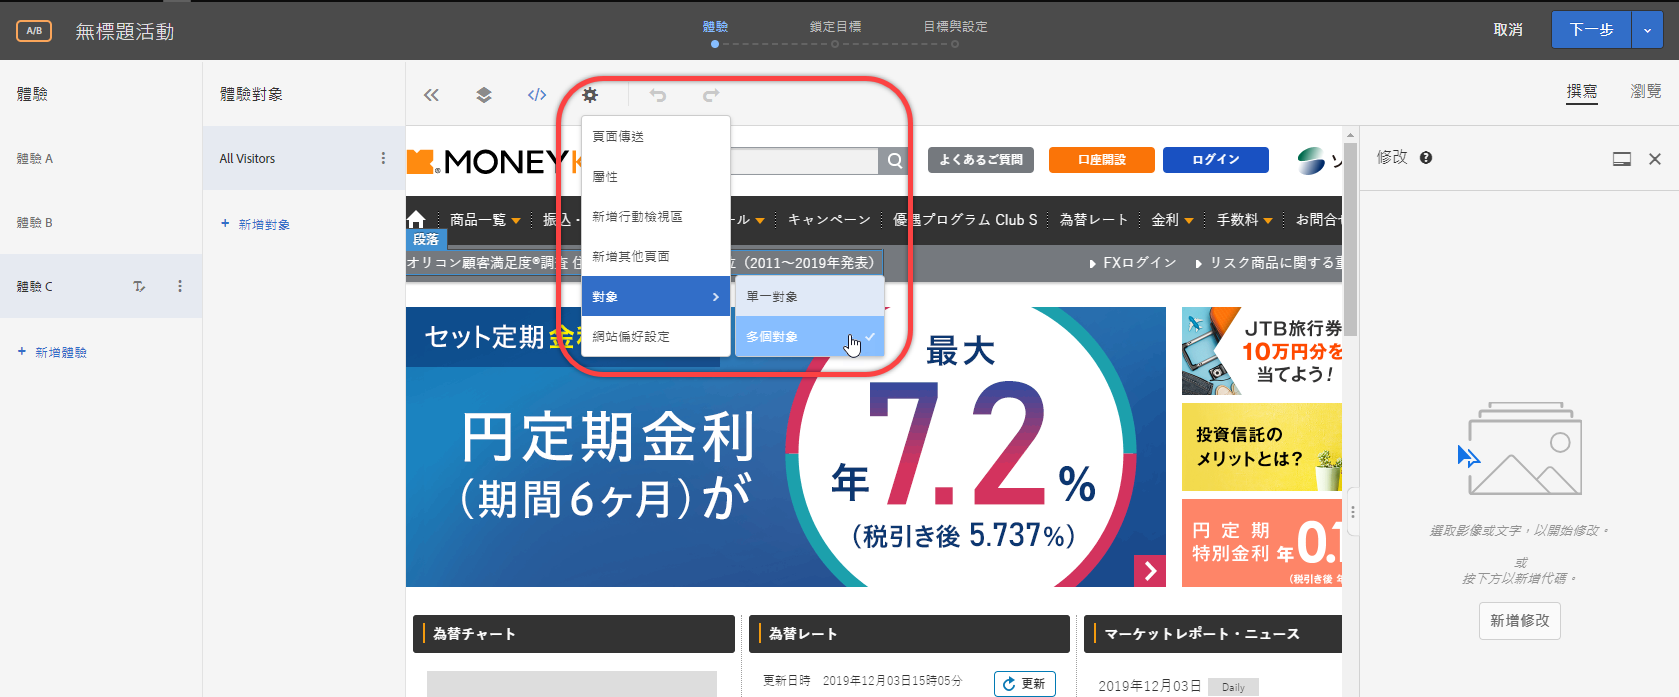 A/B 無標題活動
體驗 鎖定目標 目標與設定
取消 下一步
體驗
體驗 A
體驗 B
體驗 C
+ 新增體驗
體驗對象
All Visitors
+ 新增對象
</>
撰寫 瀏覽
頁面傳送
屬性
新增行動檢視區
新增其他頁面
對象
網站偏好設定
單一對象
多個對象
MONEY
よくあるご質問 口座開設 ログイン
商品一覧 振込・ ール キャンペーン 優遇プログラム Club S 為替レート 金利 手数料 お問合せ
段落
オリコン顧客満足度®調査 (2011~2019年発表)
FXログイン リスク商品に関する
セット定期
最大
7.2
年 %
円定期金利
(期間6ヶ月)が
(税引き後 5.737%)
JTB旅行券
10万円分を
当てよう!
投資信託の
メリットとは?
円 定 期
特別金利 年0.
(税引き後
為替チャート
為替レート
更新日時 2019年12月03日15時05分 更新
マーケットレポート・ニュース
2019年12月03日 Daily
修改
選取影像或文字,以開始修改。
或
按下方以新增代碼。
新增修改